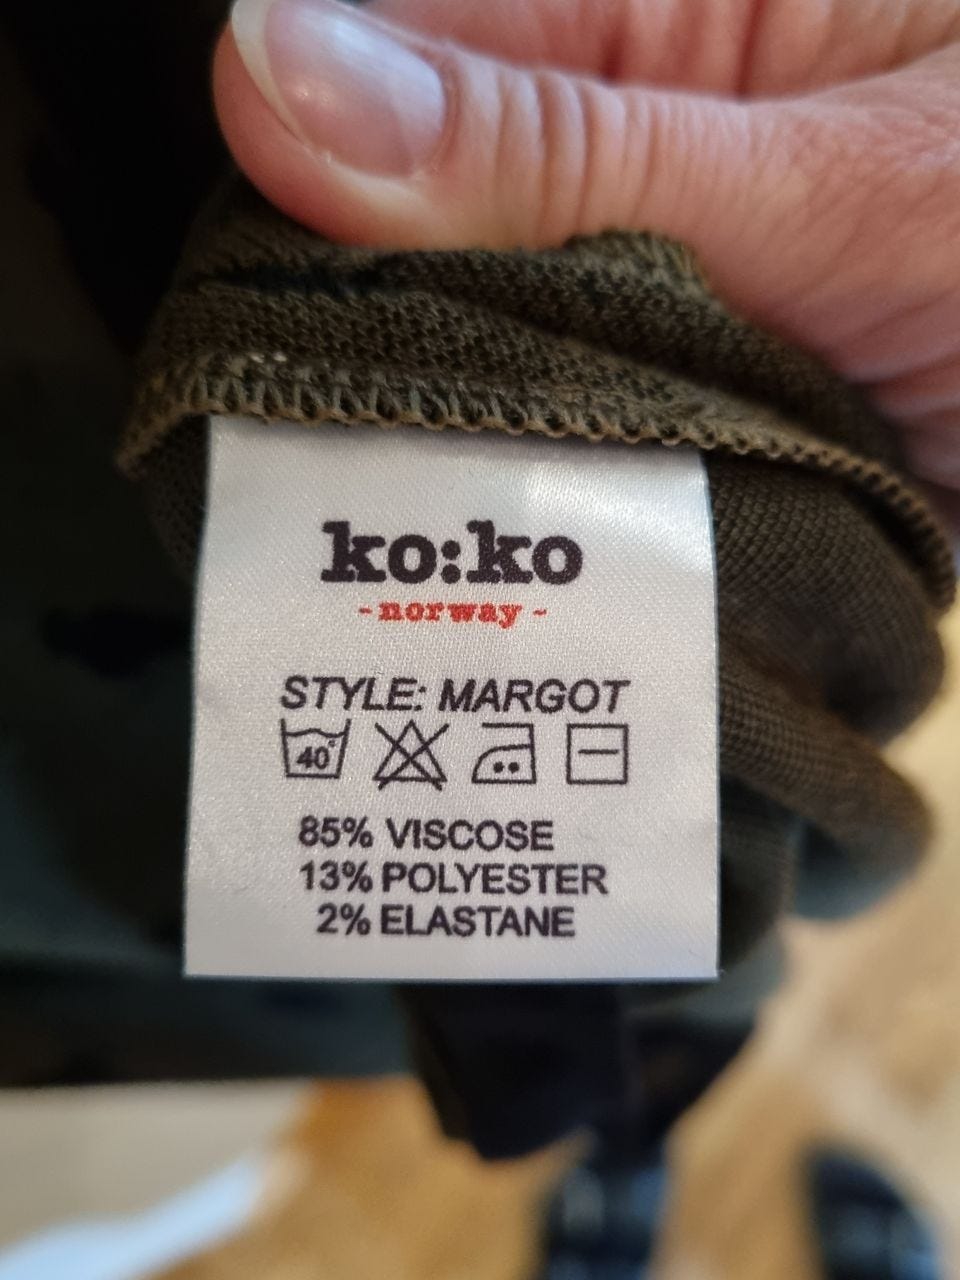 ko:ko
- norway -
STYLE: MARGOT
40°
85% VISCOSE
13% POLYESTER
2% ELASTANE